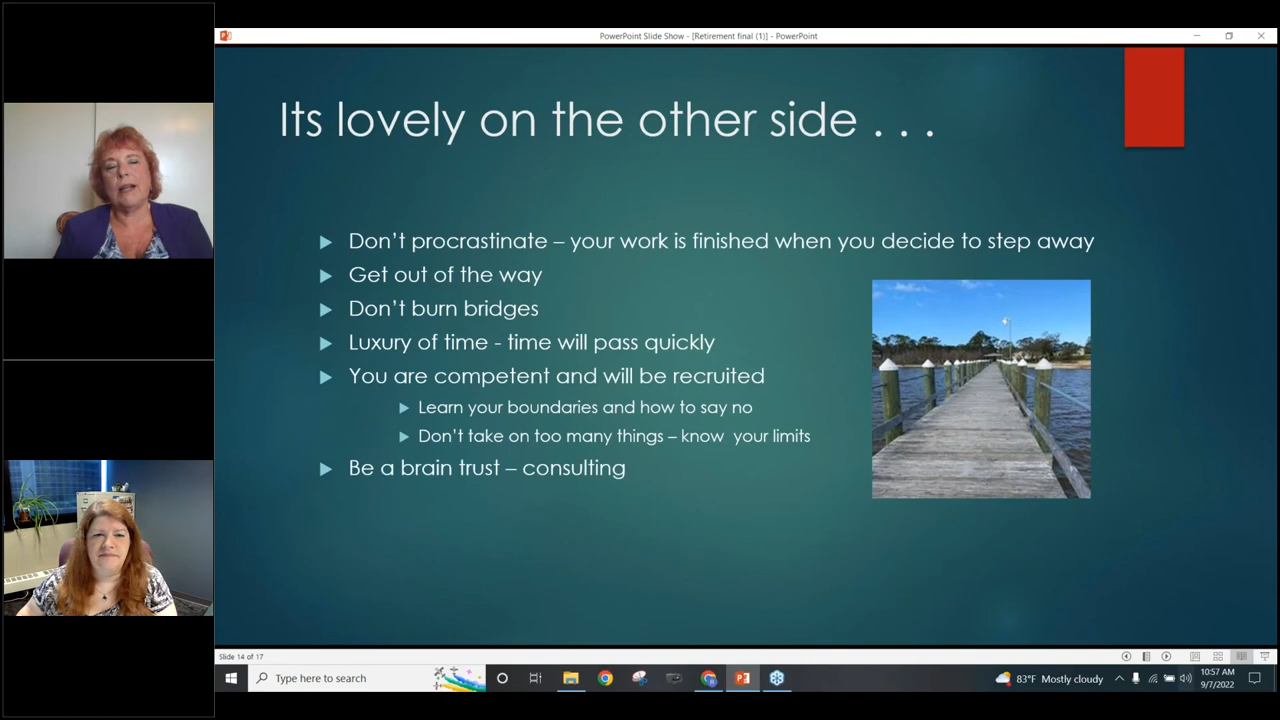 PowerPoint Slide Show - [Retirement final (1)] - PowerPoint
Its lovely on the other side . . .
Don't procrastinate – your work is finished when you decide to step away
Get out of the way
Don't burn bridges
Luxury of time - time will pass quickly
You are competent and will be recruited
Learn your boundaries and how to say no
Don't take on too many things – know  your limits
Be a brain trust – consulting
Slide 14 of 17
Type here to search
83°F Mostly cloudy
10:57 AM
9/7/2022